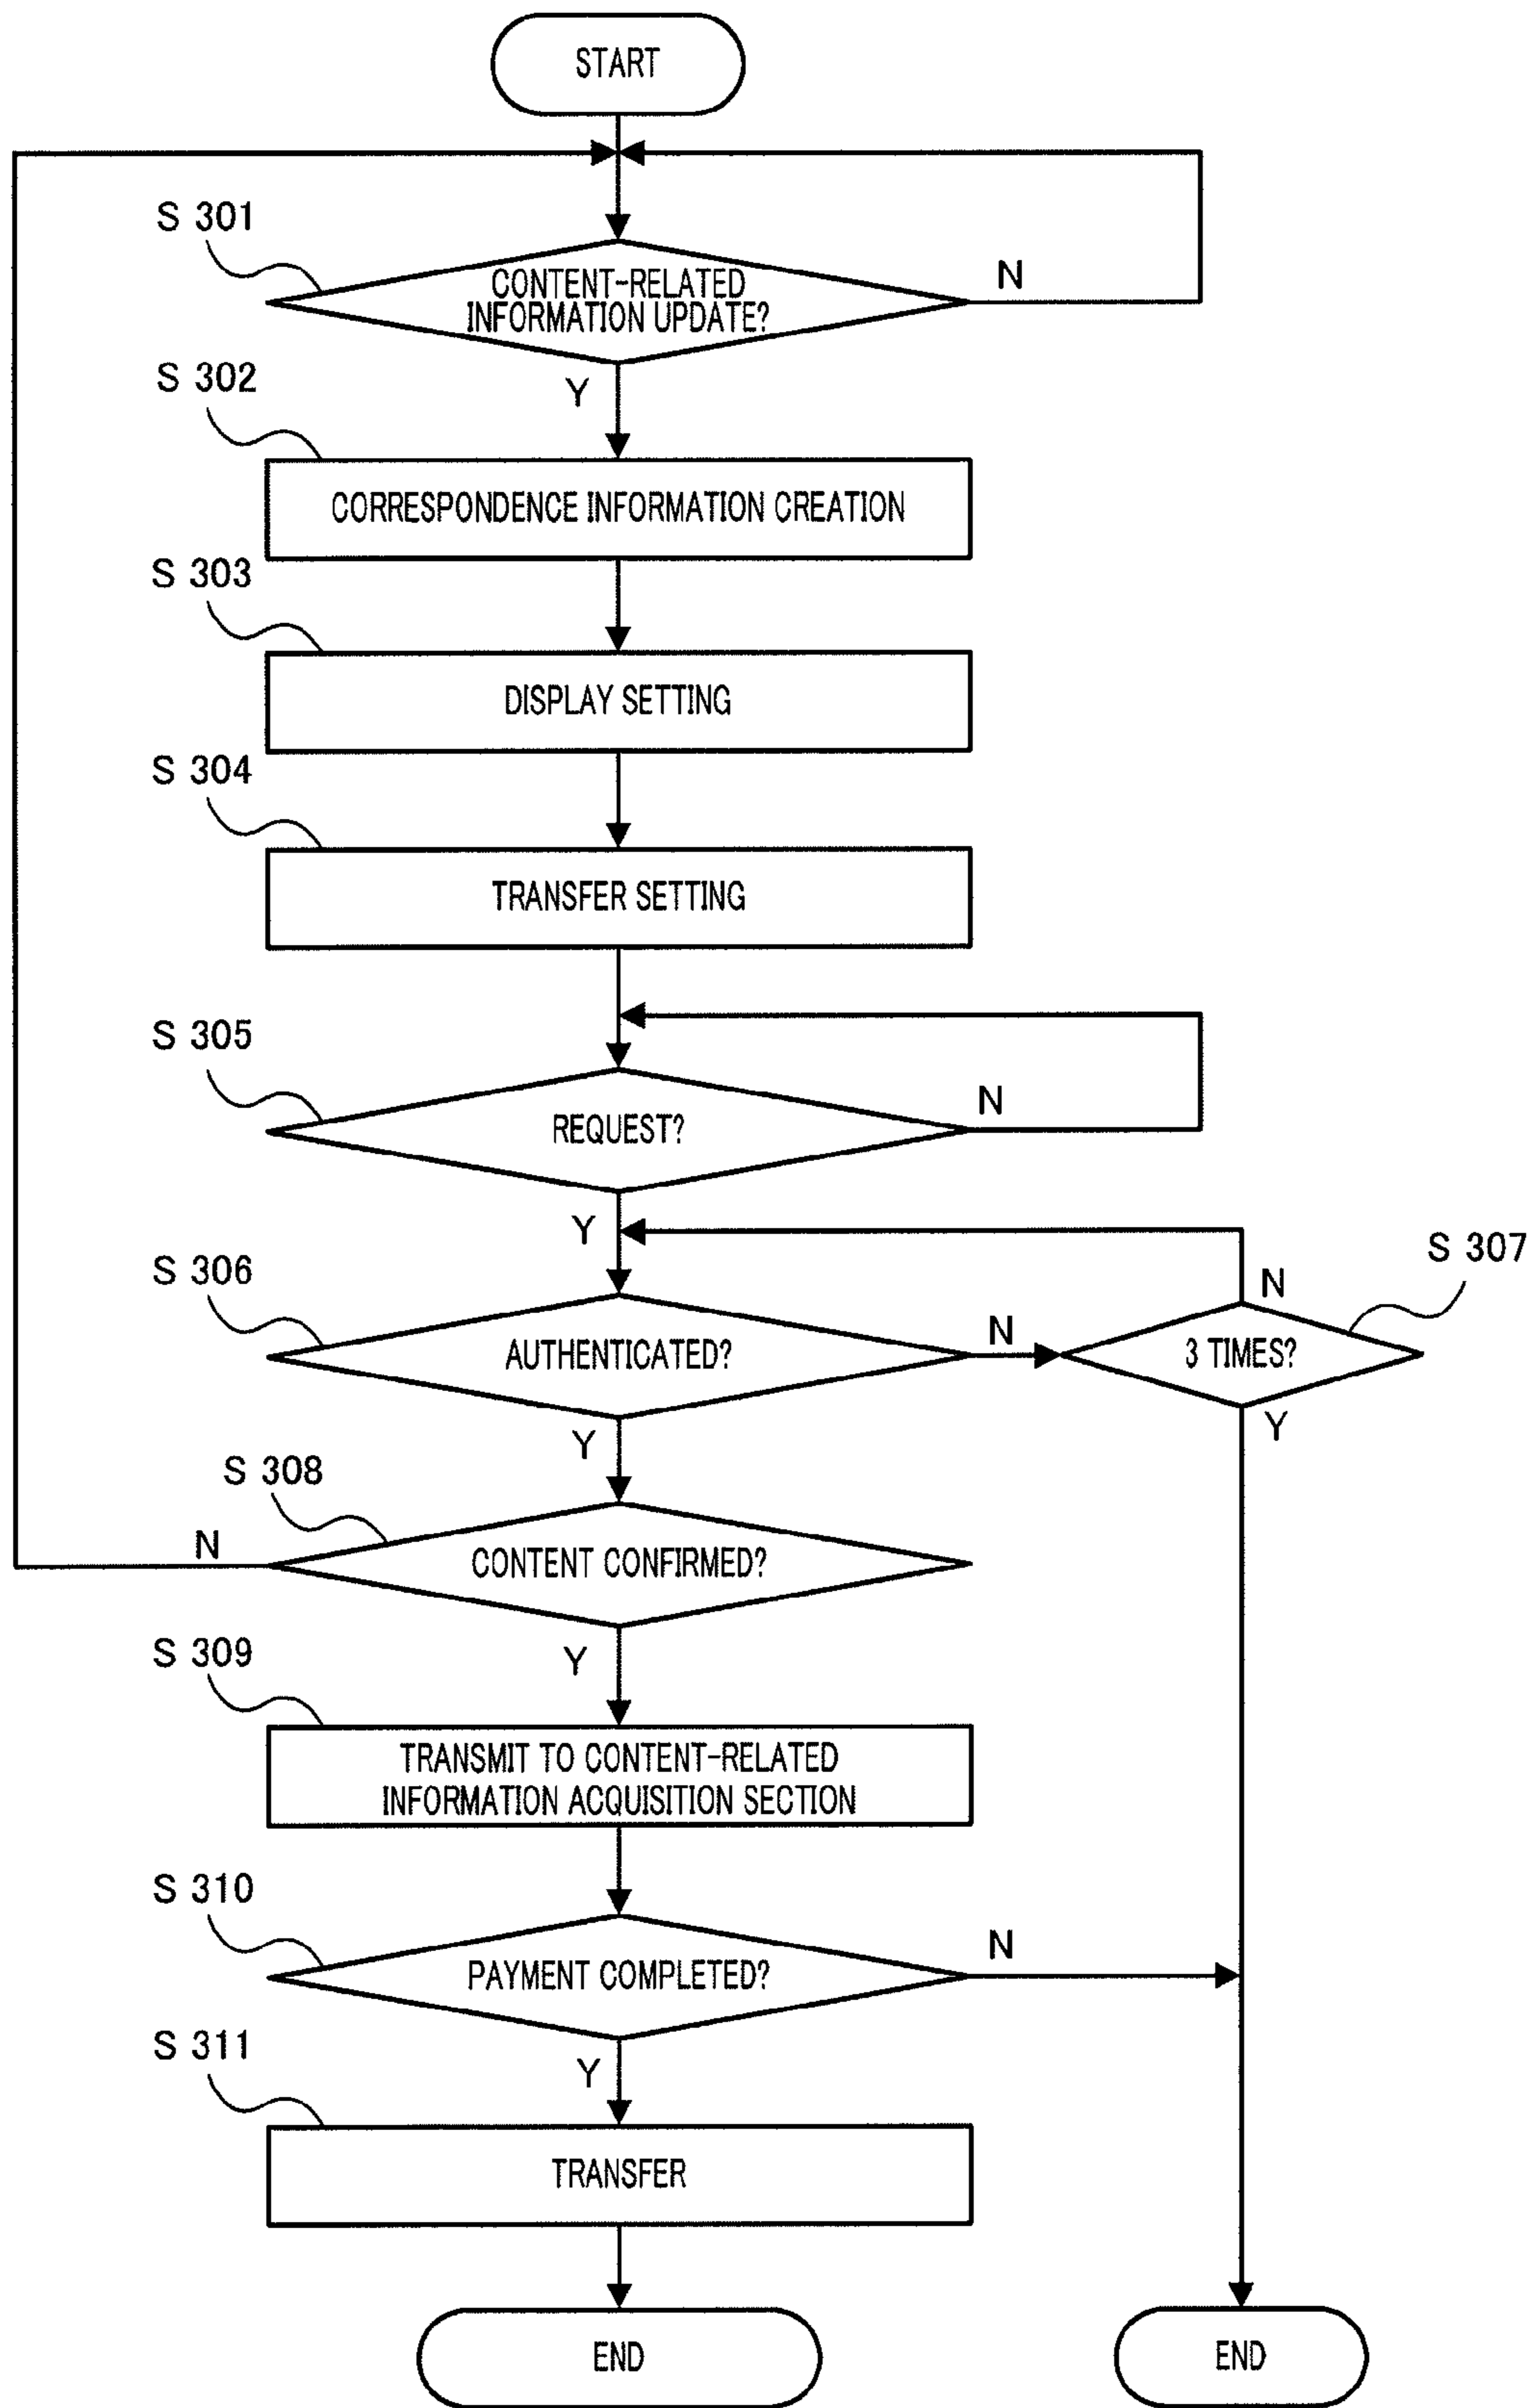 START
S 301
CONTENT-RELATED
INFORMATION UPDATE?
N
S 302
Y
CORRESPONDENCE INFORMATION CREATION
S 303
DISPLAY SETTING
S 304
TRANSFER SETTING
S 305
REQUEST?
N
Y
S 306
AUTHENTICATED?
N
S 307
N
3 TIMES?
Y
Y
S 308
CONTENT CONFIRMED?
N
S 309
Y
TRANSMIT TO CONTENT-RELATED
INFORMATION ACQUISITION SECTION
S 310
PAYMENT COMPLETED?
N
S 311
Y
TRANSFER
END
END